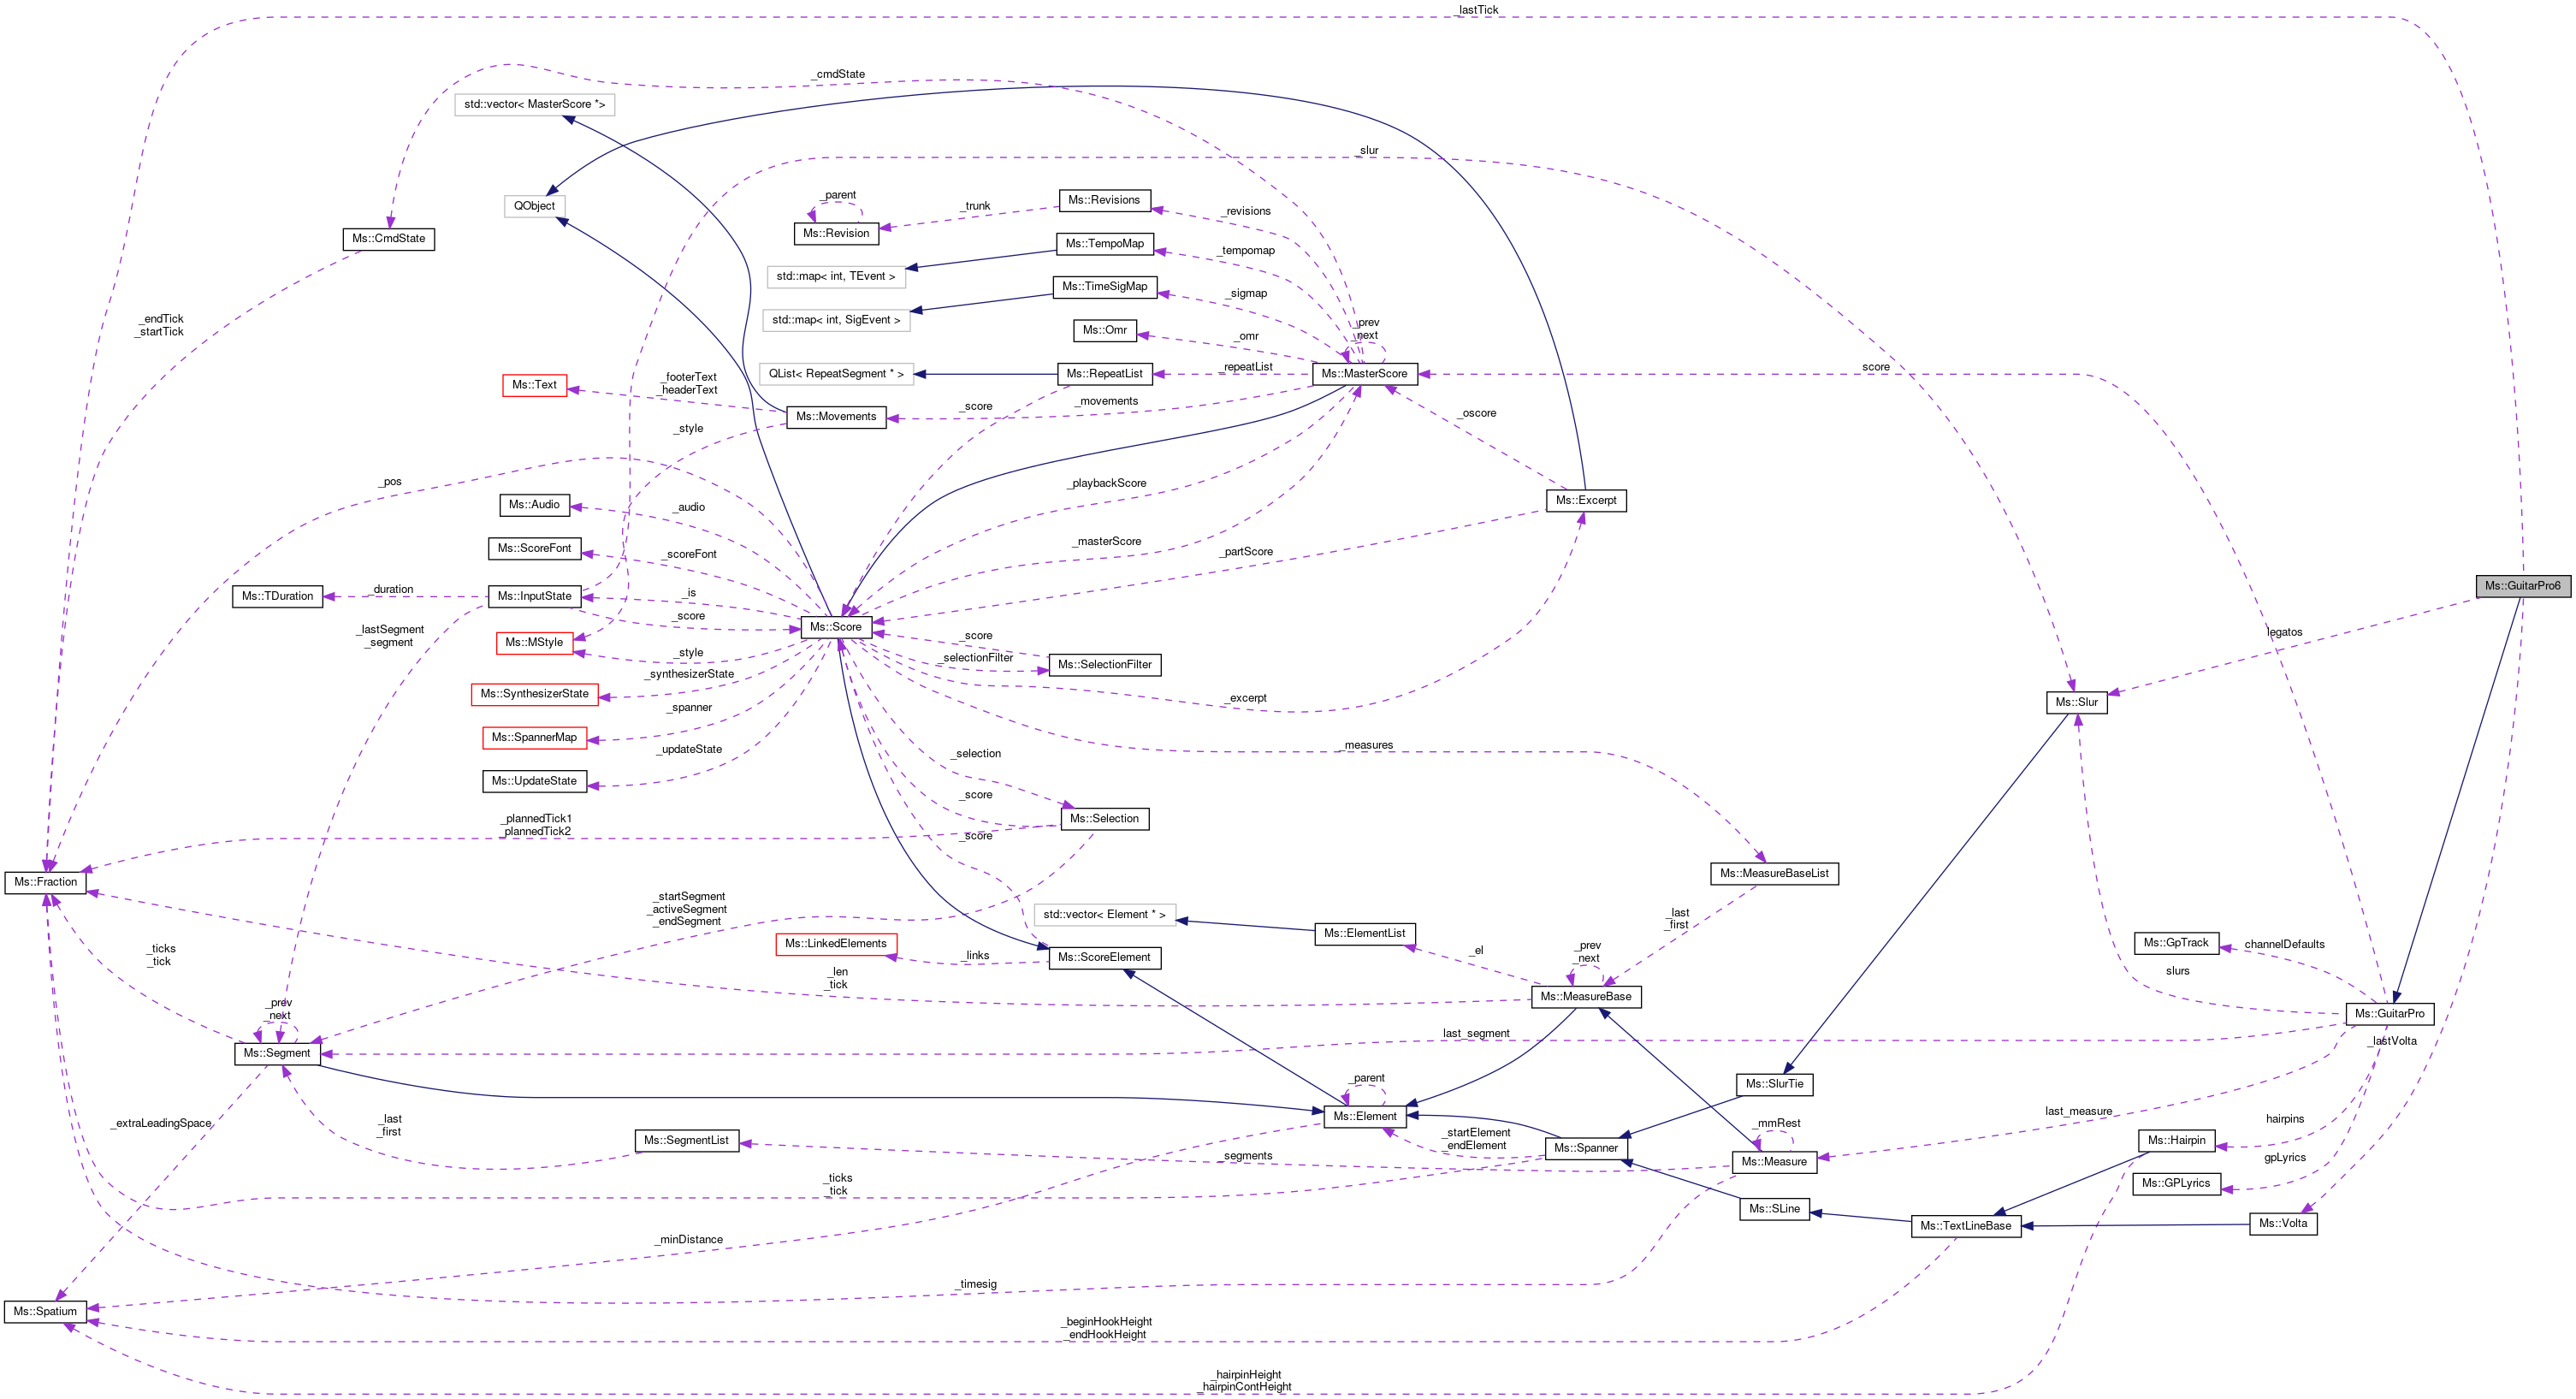 _lastTick
_cmdState
std::vector< MasterScore *>
_slur
_parent
Ms::Revisions
_trunk
QObject
_revisions
Ms::Revision
Ms::CmdState
Ms::TempoMap
_tempomap
std::map< int, TEvent >
Ms::TimeSigMap
_sigmap
_endTick
_startTick
std::map< int, SigEvent >
Ms::Omr
_omr
_prev
_next
Ms::Text
_footerText
_headerText
QList< RepeatSegment * >
Ms::RepeatList
_repeatList
Ms::MasterScore
score
Ms::Movements
_score
_movements
_oscore
_style
_pos
Ms::Audio
_audio
_playbackScore
Ms::Excerpt
Ms::ScoreFont
_scoreFont
_masterScore
_partScore
Ms::TDuration
_duration
Ms::InputState
_is
_score
Ms::GuitarPro6
Ms::Score
_lastSegment
_segment
Ms::MStyle
_style
_score
_selectionFilter
Ms::SelectionFilter
legatos
Ms::SynthesizerState
_synthesizerState
_excerpt
Ms::Slur
Ms::SpannerMap
_spanner
_updateState
_measures
Ms::UpdateState
_selection
_score
_plannedTick1
_plannedTick2
Ms::Selection
_score
Ms::Fraction
Ms::MeasureBaseList
_startSegment
_activeSegment
_endSegment
std::vector< Element * >
_last
_first
Ms::ElementList
Ms::LinkedElements
_links
Ms::ScoreElement
_el
_prev
_next
Ms::GpTrack
channelDefaults
_ticks
_tick
_len
_tick
slurs
Ms::MeasureBase
_prev
_next
Ms::GuitarPro
last_segment
_lastVolta
Ms::Segment
_parent
Ms::SlurTie
_extraLeadingSpace
_last
_first
Ms::SegmentList
Ms::Element
_startElement
_endElement
_mmRest
last_measure
hairpins
Ms::Spanner
_segments
Ms::Measure
Ms::Hairpin
gpLyrics
Ms::GPLyrics
_ticks
_tick
Ms::SLine
Ms::TextLineBase
Ms::Volta
_minDistance
_timesig
Ms::Spatium
_beginHookHeight
_endHookHeight
_hairpinHeight
_hairpinContHeight